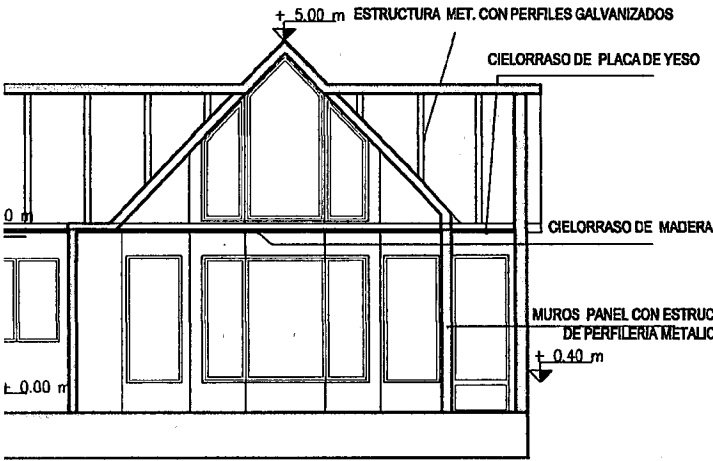 + 5.00 m
ESTRUCTURA MET. CON PERFILES GALVANIZADOS
CIELORRASO DE PLACA DE YESO
0 m
CIELORRASO DE MADERA
MUROS PANEL CON ESTRUC
DE PERFILERIA METALIC
+ 0.40 m
+ 0.00 m